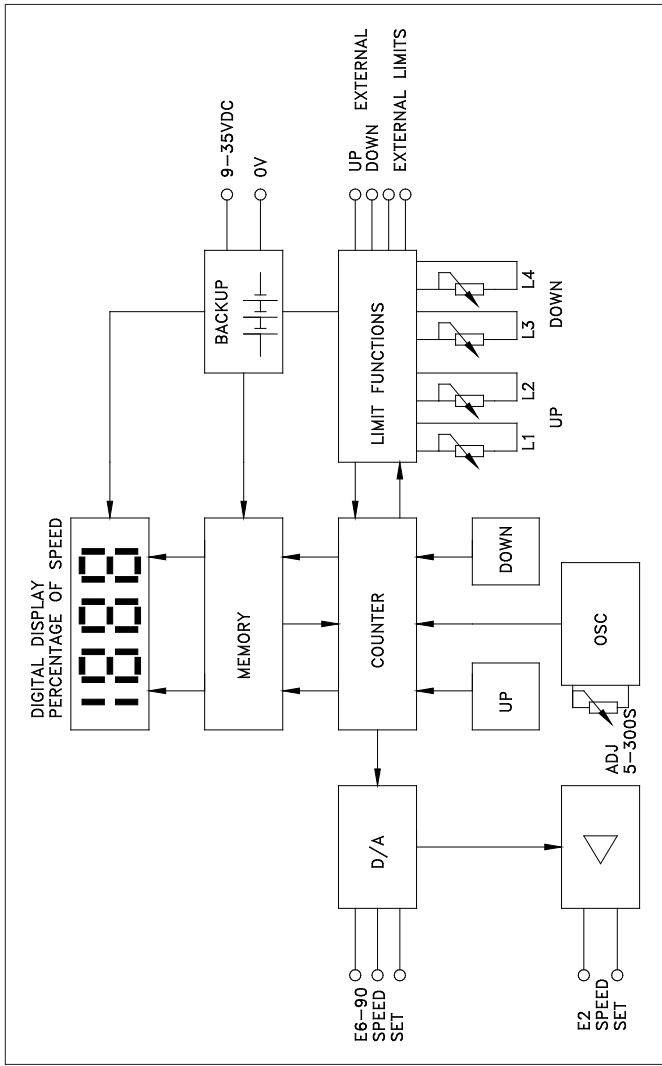 DIGITAL DISPLAY
PERCENTAGE OF SPEED
1888
BACKUP
9-35VDC
0V
MEMORY
E6-90
SPEED
SET
D/A
COUNTER
LIMIT FUNCTIONS
UP
DOWN
EXTERNAL
EXTERNAL LIMITS
UP
DOWN
L1
L2
L3
L4
UP
DOWN
E2
SPEED
SET
ADJ
5-300S
OSC